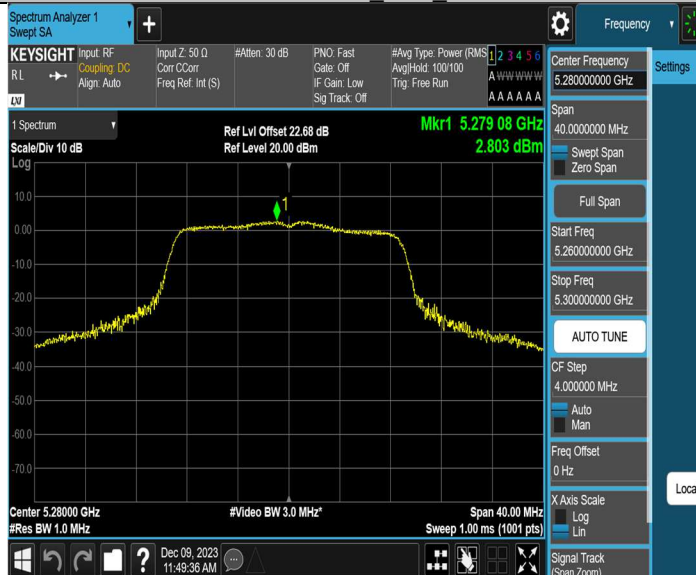 Spectrum Analyzer 1
Swept SA
+
Frequency
KEYSIGHT
RL
LXI
Input: RF
Coupling: DC
Align: Auto
Input Z: 50 Ω
Corr CCorr
Freq Ref: Int (S)
#Atten: 30 dB
PNO: Fast
Gate: Off
IF Gain: Low
Sig Track: Off
#Avg Type: Power (RMS
Avg|Hold: 100/100
Trig: Free Run
1 2 3 4 5 6
A W W W W W
A A A A A A
1 Spectrum
Scale/Div 10 dB
Log
Ref Lvl Offset 22.68 dB
Ref Level 20.00 dBm
Mkr1 5.279 08 GHz
2.803 dBm
1
10.0
0.00
-10.0
-20.0
-30.0
-40.0
-50.0
-60.0
-70.0
Center 5.28000 GHz
#Res BW 1.0 MHz
#Video BW 3.0 MHz*
Span 40.00 MHz
Sweep 1.00 ms (1001 pts)
?
Dec 09, 2023
11:49:36 AM
Center Frequency
5.280000000 GHz
Span
40.0000000 MHz
Swept Span
Zero Span
Full Span
Start Freq
5.260000000 GHz
Stop Freq
5.300000000 GHz
AUTO TUNE
CF Step
4.000000 MHz
Auto
Man
Freq Offset
0 Hz
X Axis Scale
Log
Lin
Signal Track
(Span Zoom)
Settings
Loca